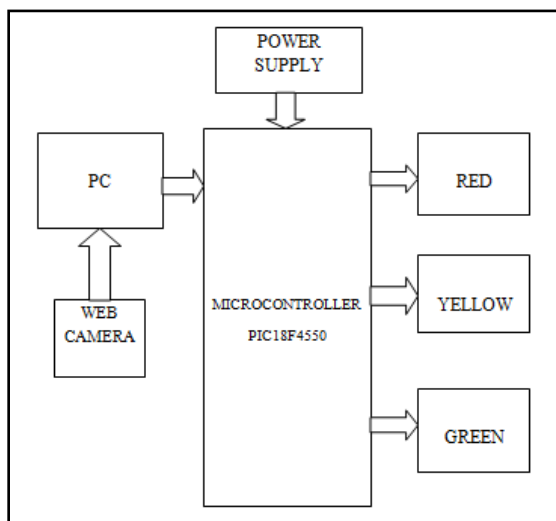 POWER
SUPPLY
PC
RED
WEB
CAMERA
MICROCONTROLLER
PIC18F4550
YELLOW
GREEN